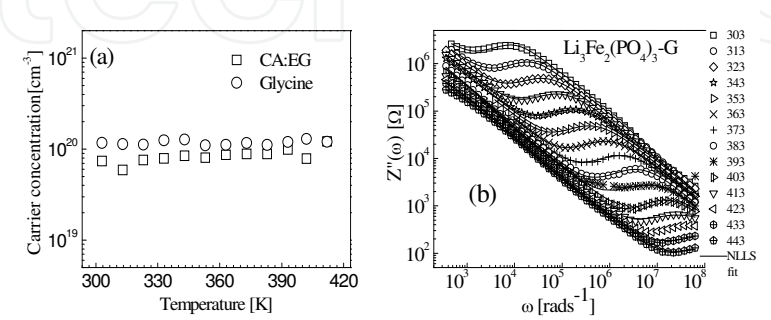 (a)
CA:EG
Glycine
Carrier concentration[cm-3]
10^21
10^20
10^19
300 330 360 390 420
Temperature [K]
Li3Fe2(PO4)3-G
(b)
Z''(ω) [Ω]
10^6
10^5
10^4
10^3
10^2
10^3 10^4 10^5 10^6 10^7 10^8
ω [rads-1]
303
313
323
343
353
363
373
383
393
403
413
423
433
443
NLLS
fit